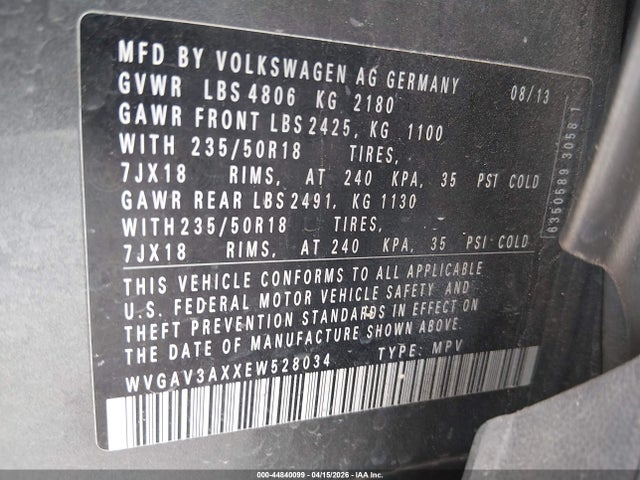 MFD BY VOLKSWAGEN AG GERMANY 08/13
GVWR LBS 4806 KG 2180
GAWR FRONT LBS 2425, KG 1100
WITH 235/50R18 TIRES,
7JX18 RIMS, AT 240 KPA, 35 PSI COLD
GAWR REAR LBS 2491, KG 1130
WITH 235/50R18 TIRES,
7JX18 RIMS, AT 240 KPA, 35 PSI COLD
THIS VEHICLE CONFORMS TO ALL APPLICABLE
U.S. FEDERAL MOTOR VEHICLE SAFETY AND
THEFT PREVENTION STANDARDS IN EFFECT ON
THE DATE OF MANUFACTURE SHOWN ABOVE.
WVGAV3AXXEW528034 TYPE: MPV
6350589 30587
000-44840099 - 04/15/2026 - IAA Inc.